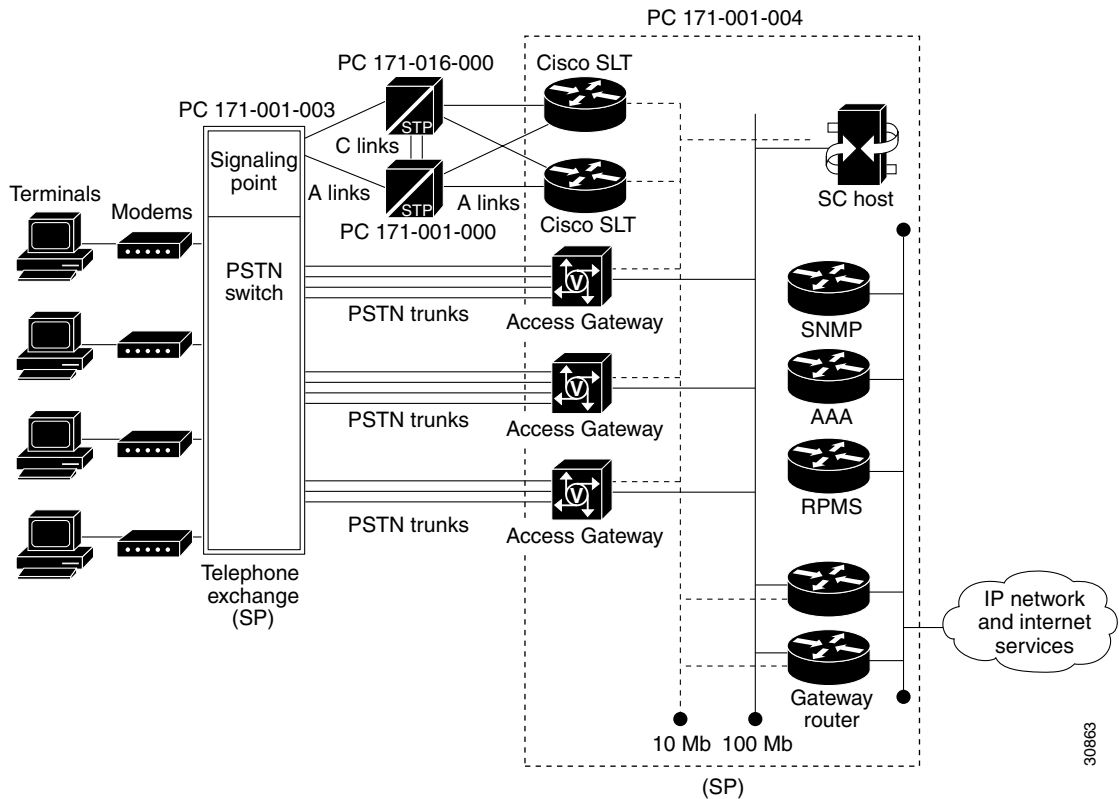 PC 171-001-004
PC 171-016-000
Cisco SLT
PC 171-001-003
STP
C links
Signaling
point
SC host
Terminals
Modems
A links
STP
A links
Cisco SLT
PC 171-001-000
PSTN
switch
V
PSTN trunks
Access Gateway
SNMP
V
PSTN trunks
Access Gateway
AAA
V
PSTN trunks
Access Gateway
RPMS
Telephone
exchange
(SP)
IP network
and internet
services
Gateway
router
10 Mb
100 Mb
(SP)
30863